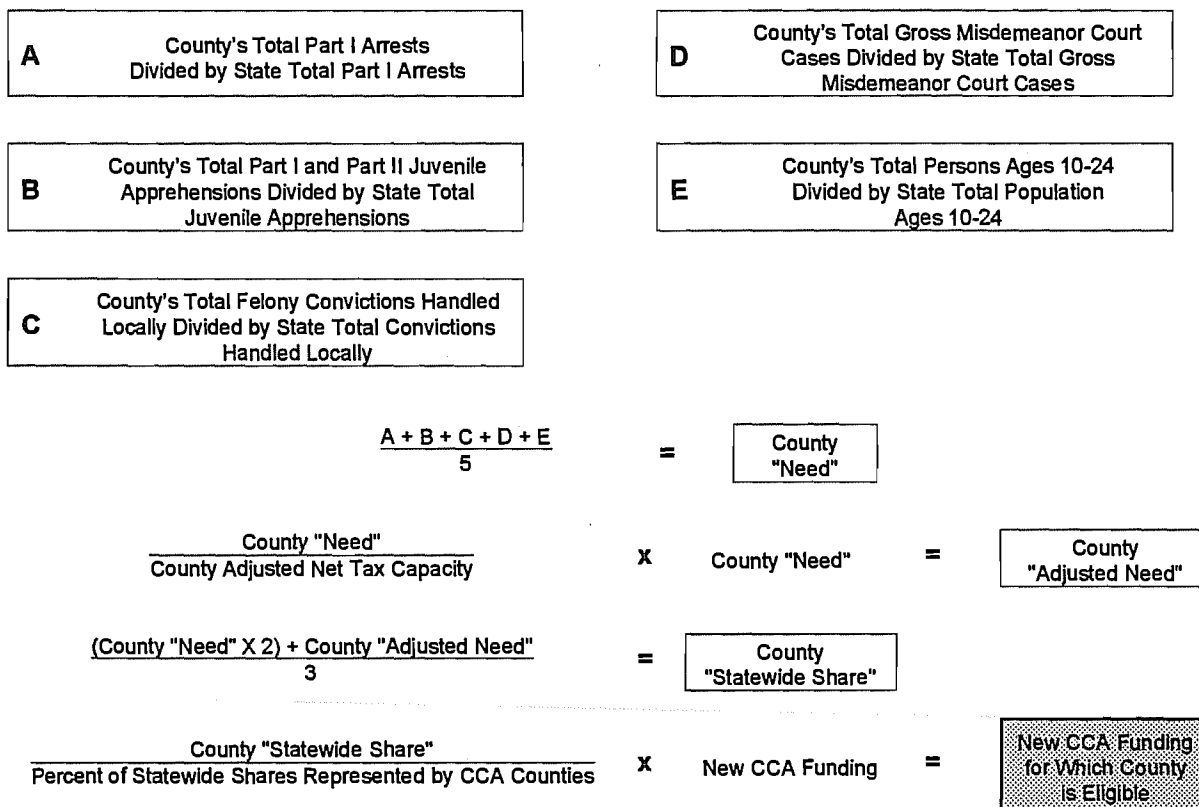 A
County's Total Part I Arrests
Divided by State Total Part I Arrests
B
County's Total Part I and Part II Juvenile
Apprehensions Divided by State Total
Juvenile Apprehensions
C
County's Total Felony Convictions Handled
Locally Divided by State Total Convictions
Handled Locally
D
County's Total Gross Misdemeanor Court
Cases Divided by State Total Gross
Misdemeanor Court Cases
E
County's Total Persons Ages 10-24
Divided by State Total Population
Ages 10-24
A + B + C + D + E
5
=
County
"Need"
County "Need"
County Adjusted Net Tax Capacity
x County "Need" =
County
"Adjusted Need"
(County "Need" X 2) + County "Adjusted Need"
3
=
County
"Statewide Share"
County "Statewide Share"
Percent of Statewide Shares Represented by CCA Counties
x New CCA Funding =
New CCA Funding
for Which County
is Eligible